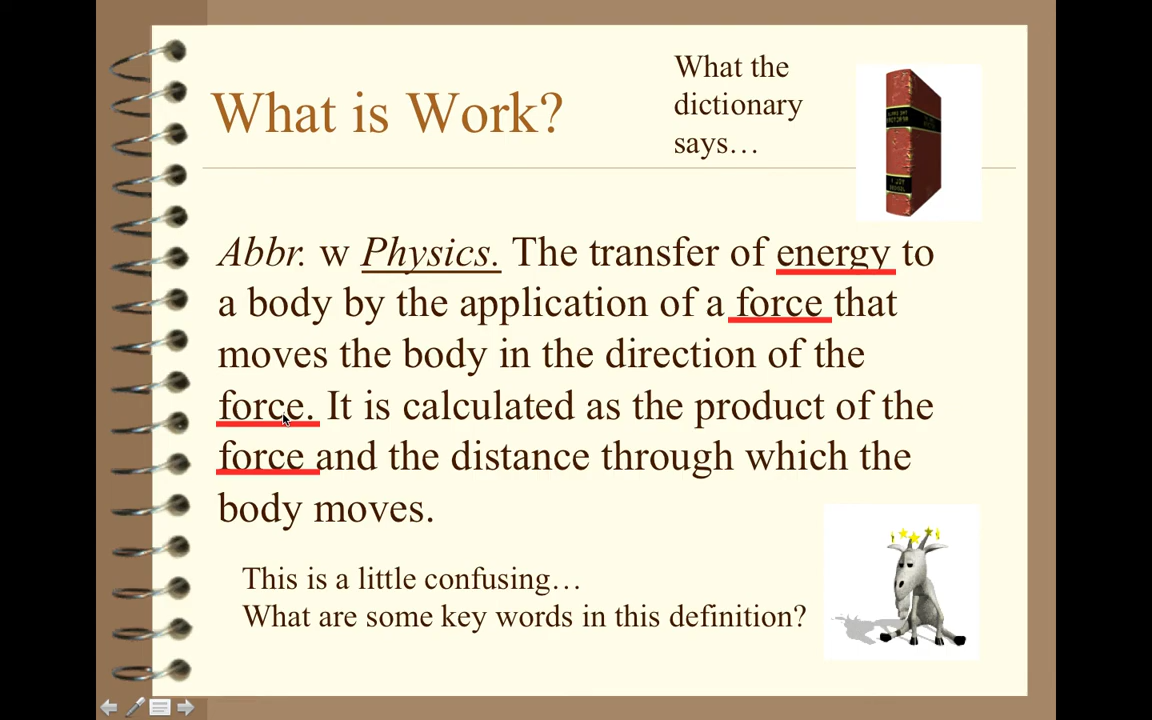 What the
dictionary
says…
What is Work?
Abbr. w Physics. The transfer of energy to
a body by the application of a force that
moves the body in the direction of the
force. It is calculated as the product of the
force and the distance through which the
body moves.
This is a little confusing…
What are some key words in this definition?